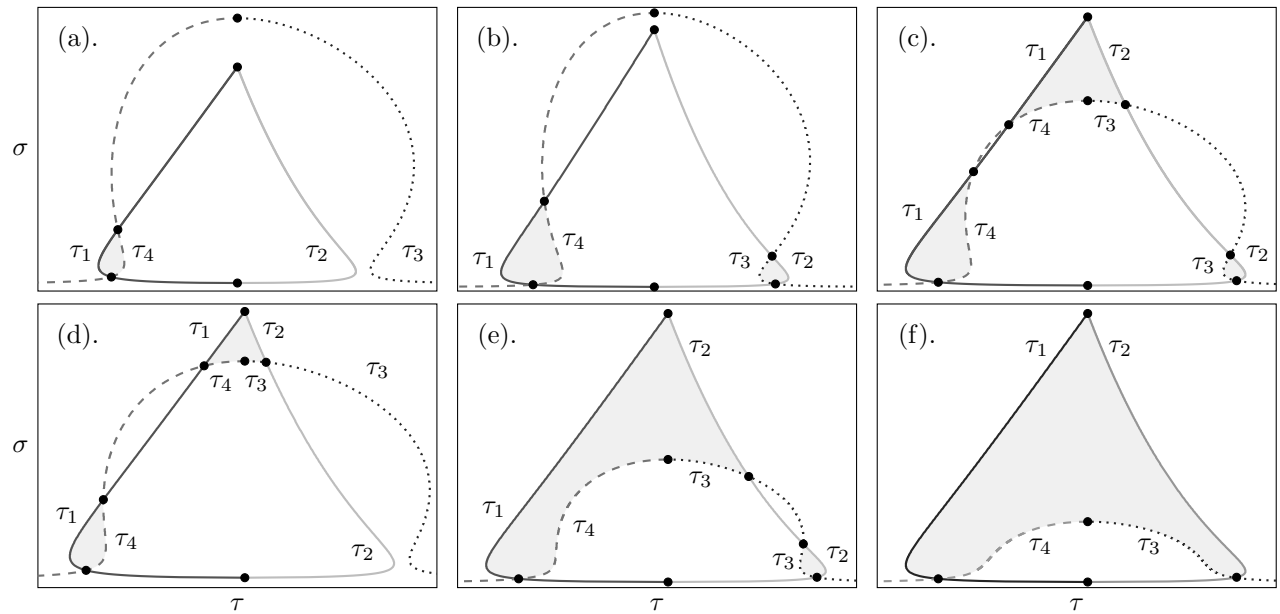 (a).
τ₁ τ₄ τ₂ τ₃
(b).
τ₁ τ₄ τ₃ τ₂
(c).
τ₁ τ₂
τ₄ τ₃
τ₁
τ₄
τ₂
τ₃
σ
(d).
τ₁ τ₂
τ₃
τ₄ τ₃
τ₁
τ₄ τ₂
(e).
τ₂
τ₃
τ₁
τ₄
τ₃ τ₂
(f).
τ₁ τ₂
τ₄ τ₃
σ
τ τ τ